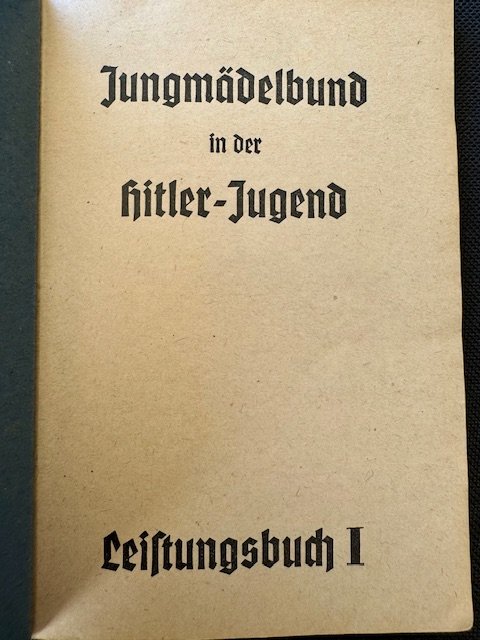 Jungmädelbund
in der
Hitler-Jugend
Leiſtungsbuch I